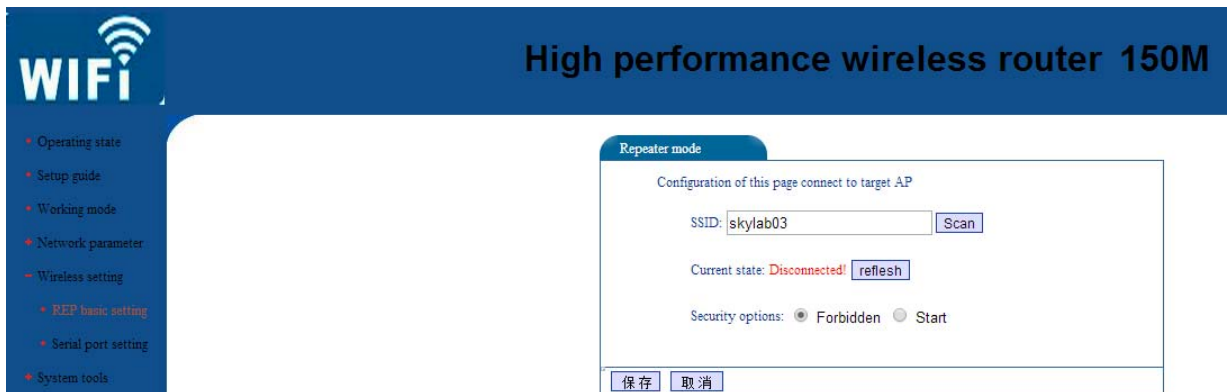 WIFi
High performance wireless router 150M
Operating state
Setup guide
Working mode
Network parameter
Wireless setting
REP basic setting
Serial port setting
System tools
Repeater mode
Configuration of this page connect to target AP
SSID: skylab03 Scan
Current state: Disconnected! reflesh
Security options: Forbidden Start
保存 取消